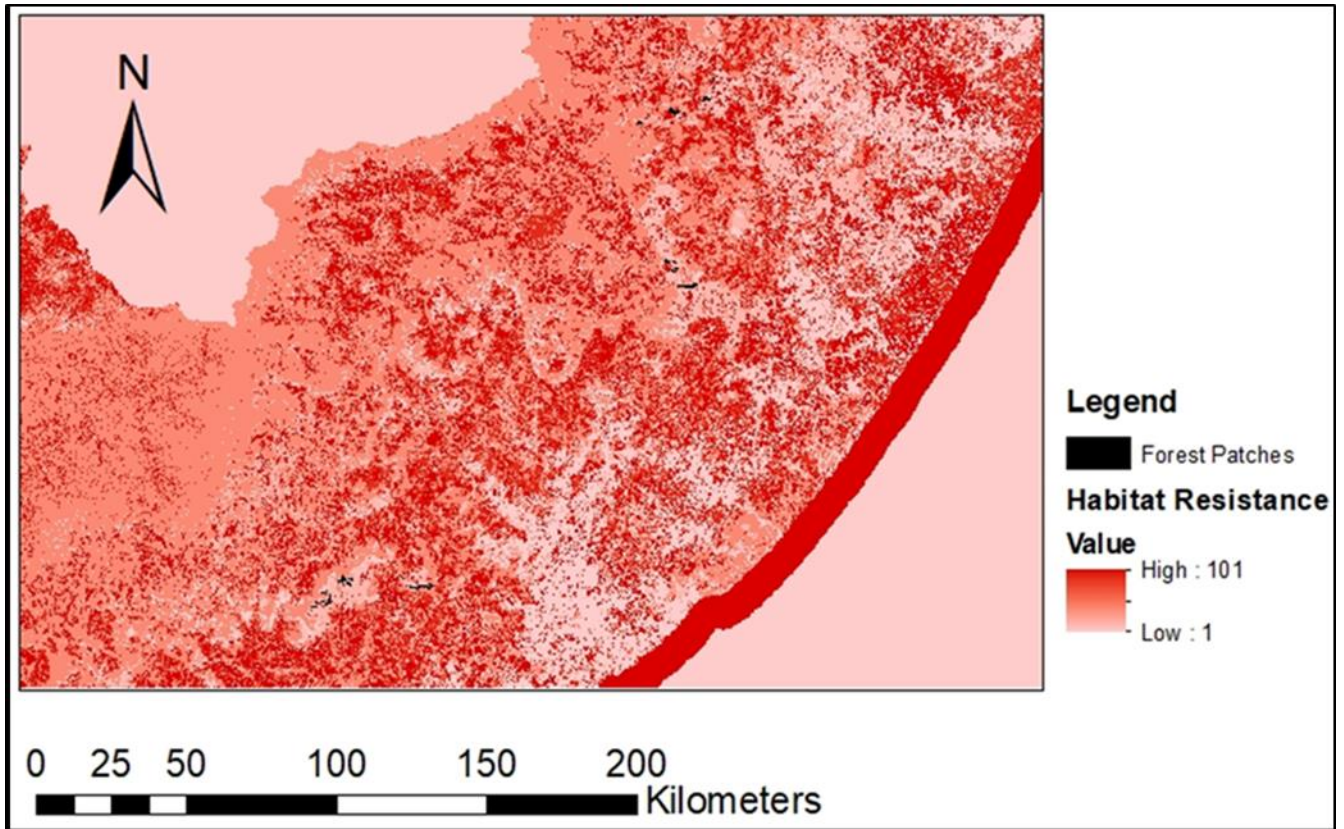 N
Legend
Forest Patches
Habitat Resistance
Value
High : 101
Low : 1
0 25 50 100 150 200
Kilometers